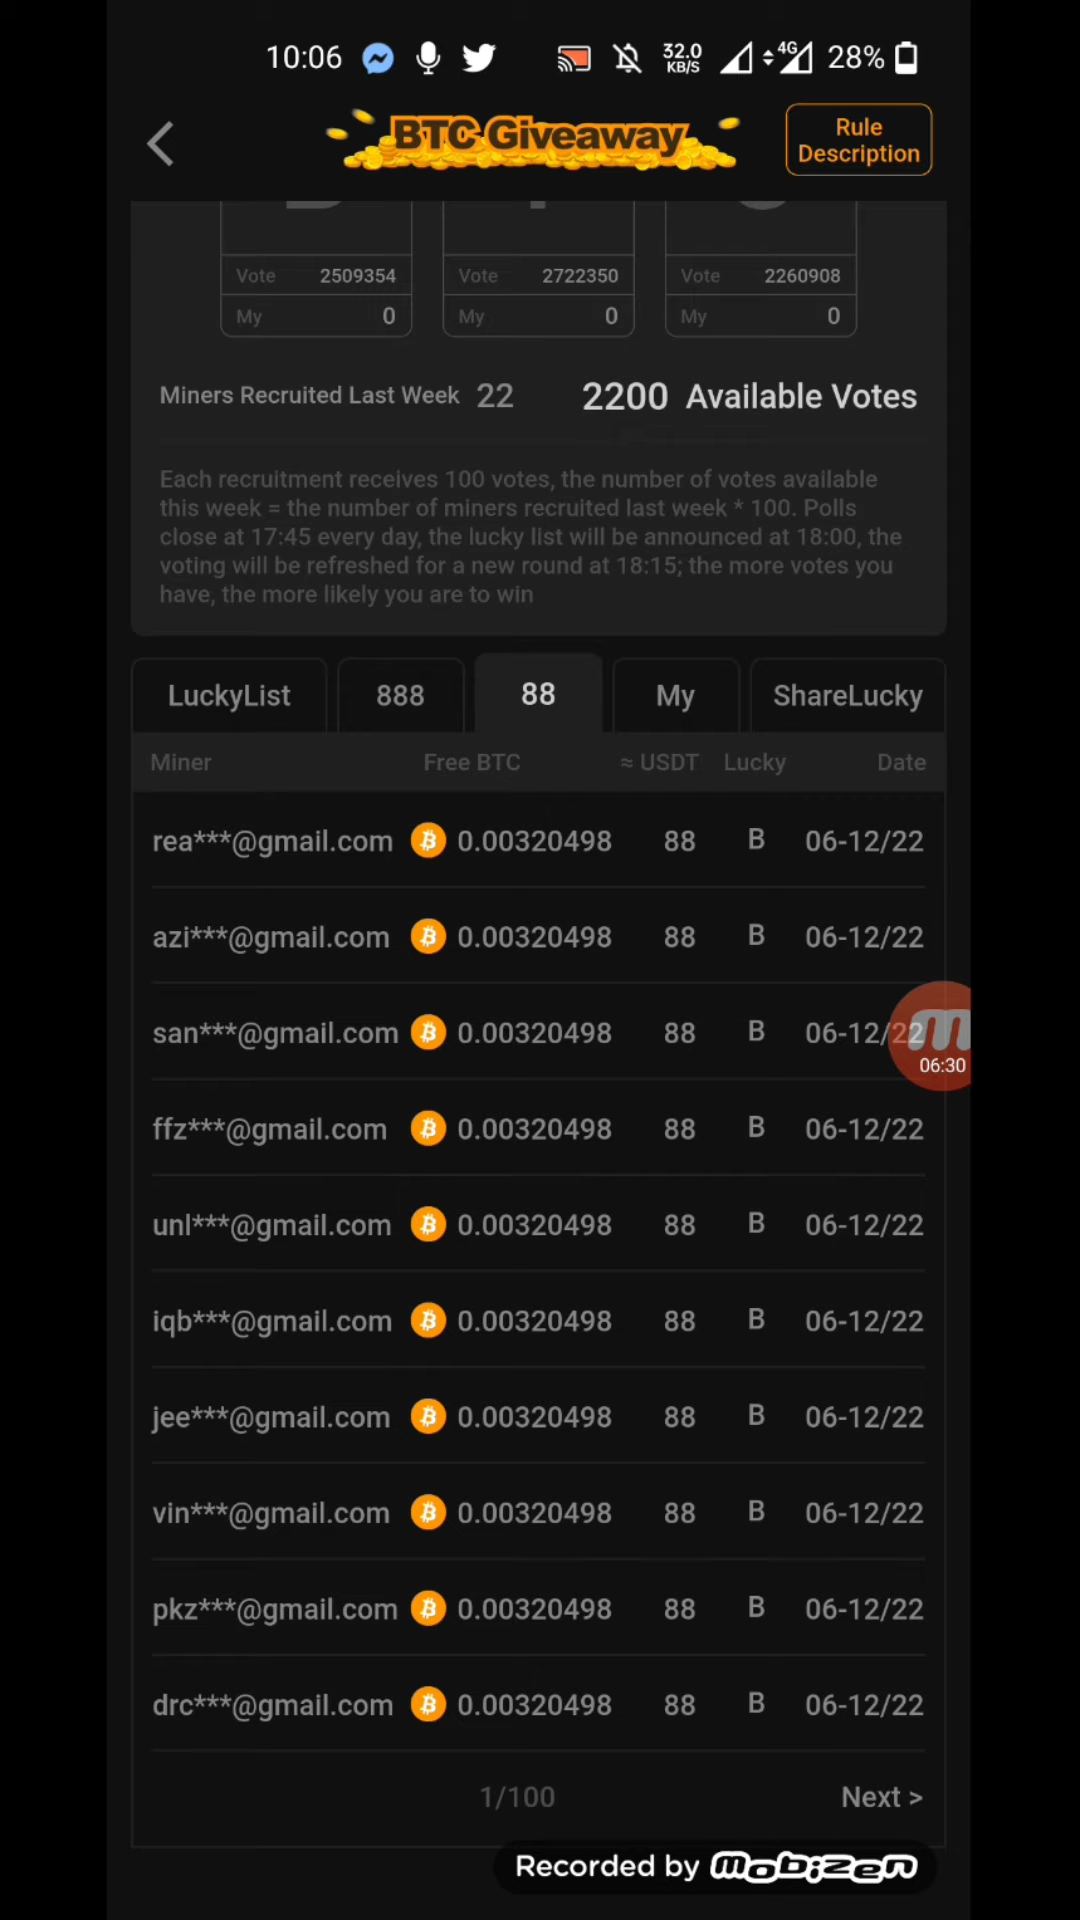 10:06 32.0 KB/S 4G 28%
BTC Giveaway
Rule
Description
Vote 2509354 Vote 2722350 Vote 2260908
My 0 My 0 My 0
Miners Recruited Last Week 22 2200 Available Votes
Each recruitment receives 100 votes, the number of votes available
this week = the number of miners recruited last week * 100. Polls
close at 17:45 every day, the lucky list will be announced at 18:00, the
voting will be refreshed for a new round at 18:15; the more votes you
have, the more likely you are to win
LuckyList 888 88 My ShareLucky
Miner Free BTC ≈ USDT Lucky Date
rea***@gmail.com 0.00320498 88 B 06-12/22
azi***@gmail.com 0.00320498 88 B 06-12/22
san***@gmail.com 0.00320498 88 B 06-12/22
06:30
ffz***@gmail.com 0.00320498 88 B 06-12/22
unl***@gmail.com 0.00320498 88 B 06-12/22
iqb***@gmail.com 0.00320498 88 B 06-12/22
jee***@gmail.com 0.00320498 88 B 06-12/22
vin***@gmail.com 0.00320498 88 B 06-12/22
pkz***@gmail.com 0.00320498 88 B 06-12/22
drc***@gmail.com 0.00320498 88 B 06-12/22
1/100 Next >
Recorded by mobizen